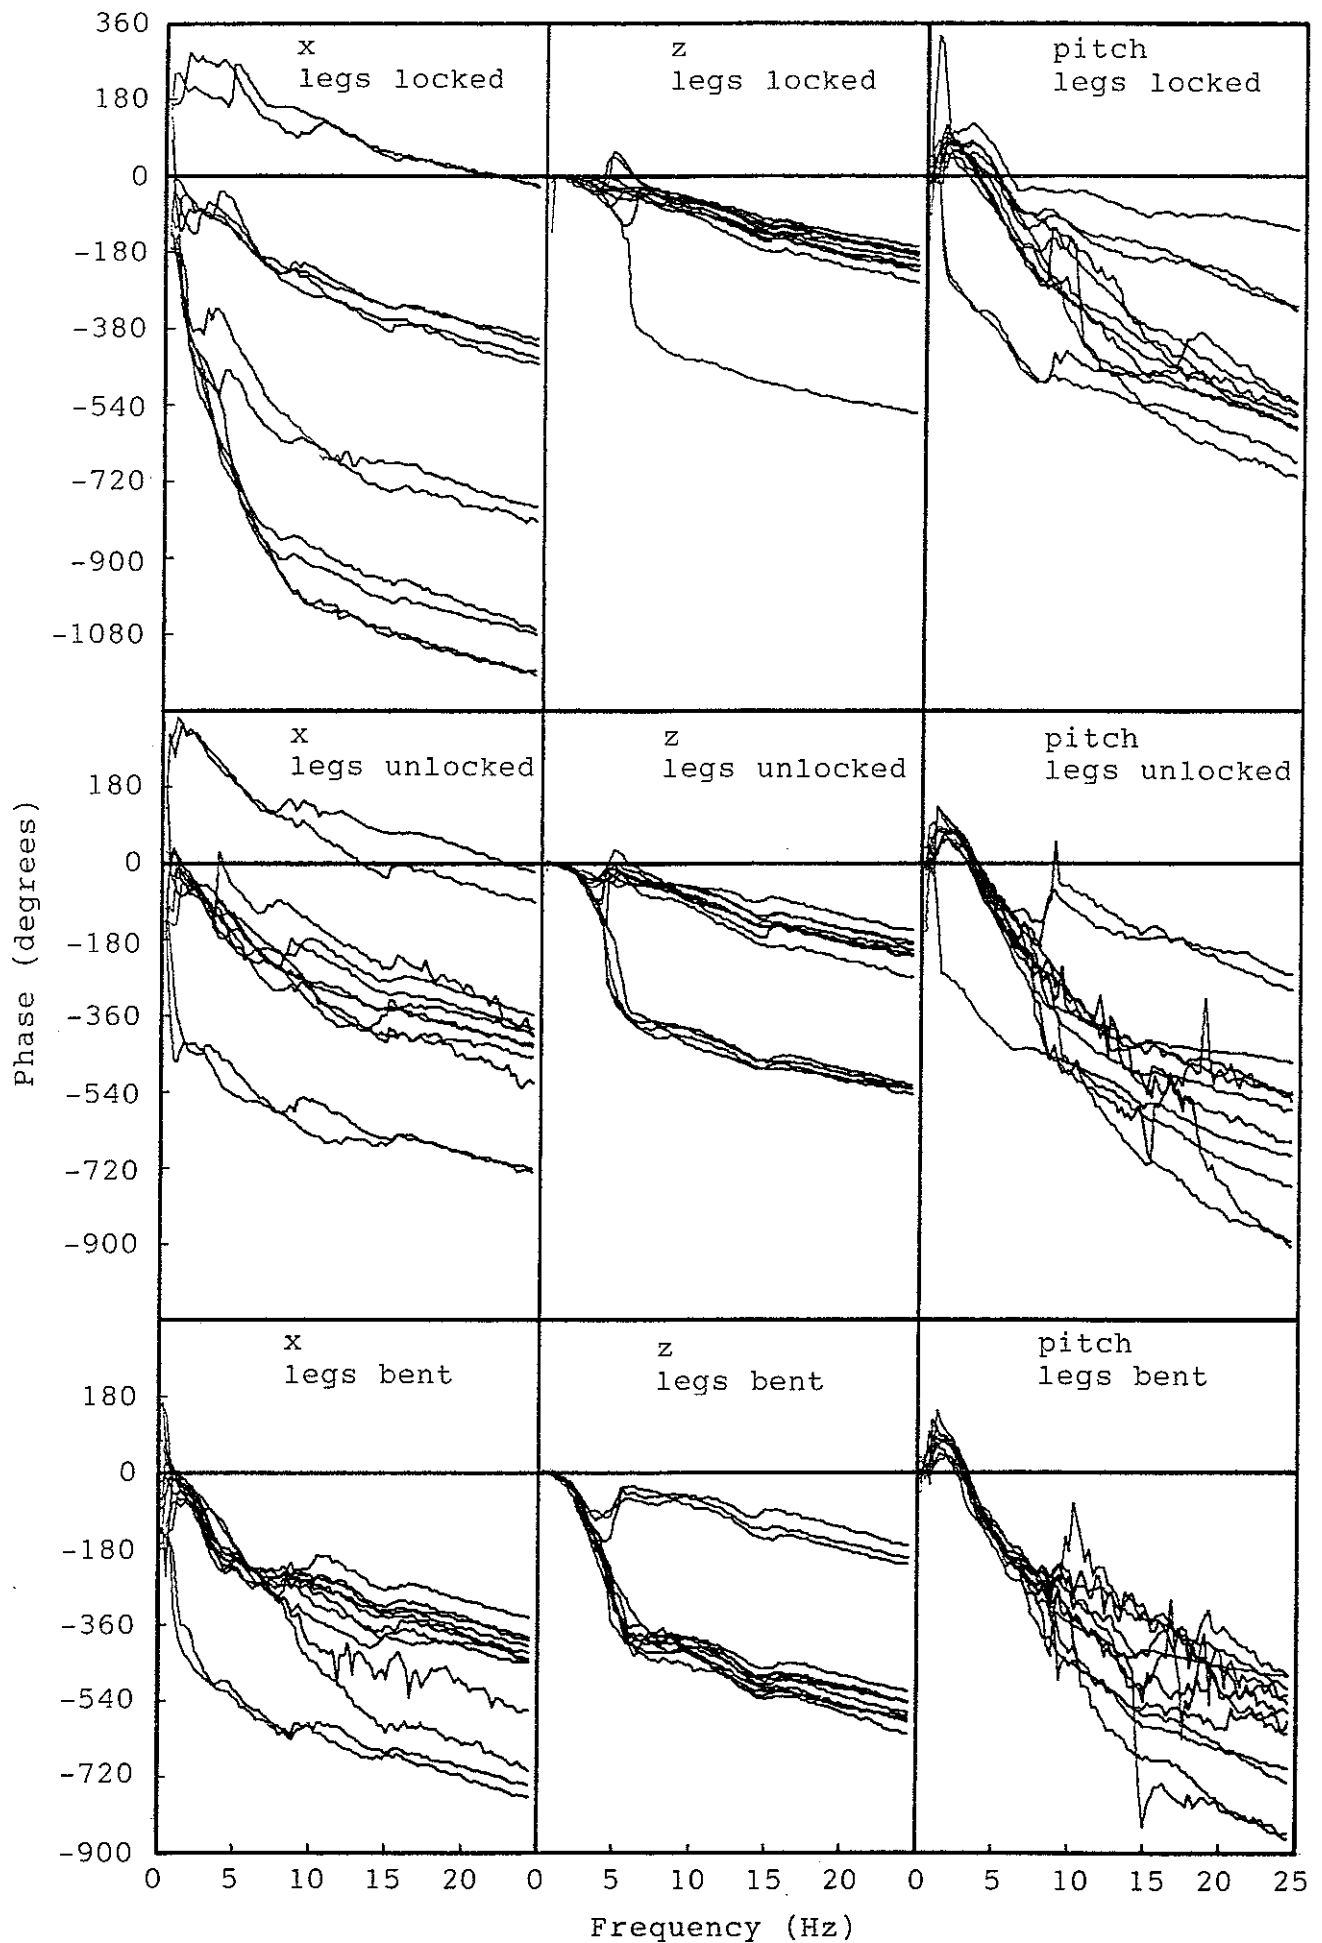 360
180
0
-180
-380
-540
-720
-900
-1080
x
legs locked
z
legs locked
pitch
legs locked
180
0
-180
-360
-540
-720
-900
x
legs unlocked
z
legs unlocked
pitch
legs unlocked
Phase (degrees)
180
0
-180
-360
-540
-720
-900
x
legs bent
z
legs bent
pitch
legs bent
0 5 10 15 20 0 5 10 15 20 0 5 10 15 20 25
Frequency (Hz)